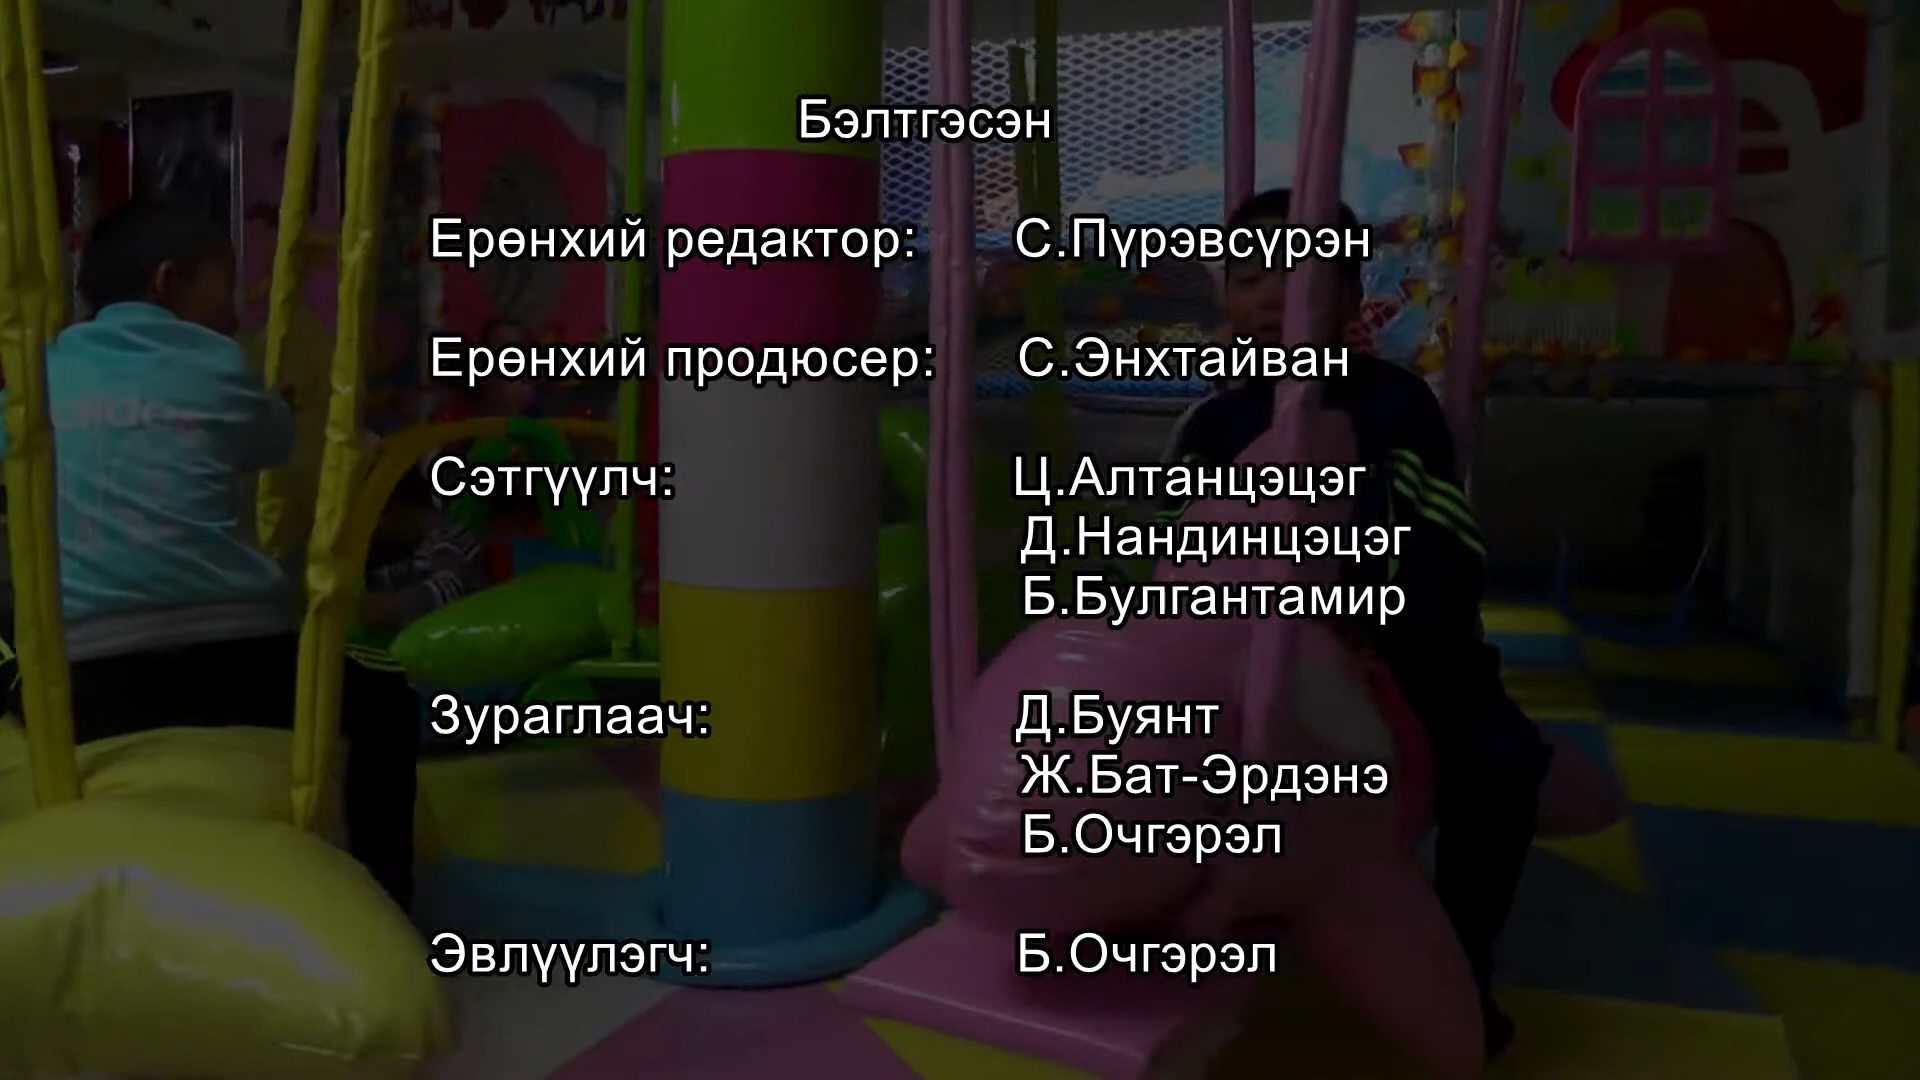 Бэлтгэсэн
Ерөнхий редактор: С.Пүрэвсүрэн
Ерөнхий продюсер: С.Энхтайван
Сэтгүүлч: Ц.Алтанцэцэг
Д.Нандинцэцэг
Б.Булгантамир
Зураглаач: Д.Буянт
Ж.Бат-Эрдэнэ
Б.Очгэрэл
Эвлүүлэгч: Б.Очгэрэл